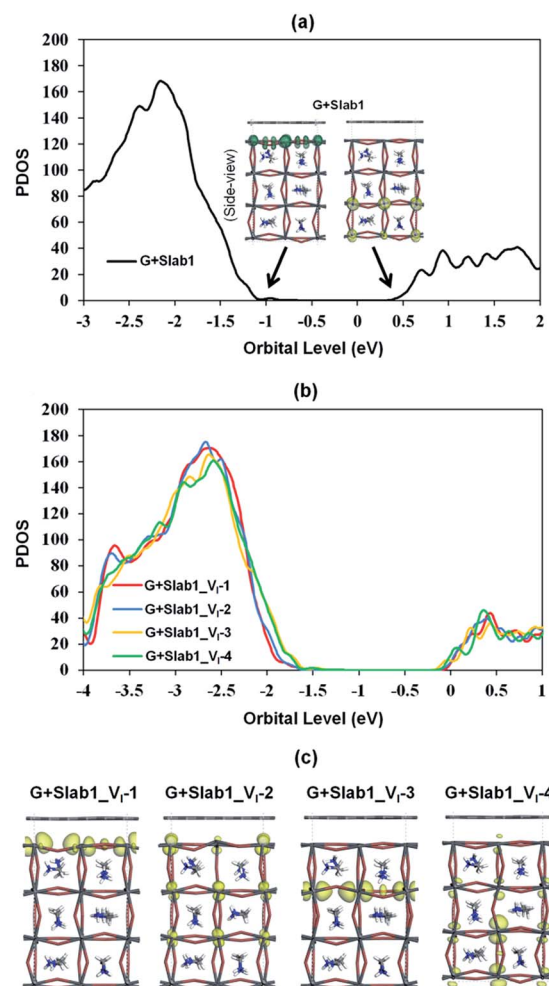 (a)
200
180
160
140
120
100
80
60
40
20
0
PDOS
G+Slab1
(Side-view)
G+Slab1
-3 -2.5 -2 -1.5 -1 -0.5 0 0.5 1 1.5 2
Orbital Level (eV)
(b)
200
180
160
140
120
100
80
60
40
20
0
PDOS
G+Slab1_VI-1
G+Slab1_VI-2
G+Slab1_VI-3
G+Slab1_VI-4
-4 -3.5 -3 -2.5 -2 -1.5 -1 -0.5 0 0.5 1
Orbital Level (eV)
(c)
G+Slab1_VI-1 G+Slab1_VI-2 G+Slab1_VI-3 G+Slab1_VI-4